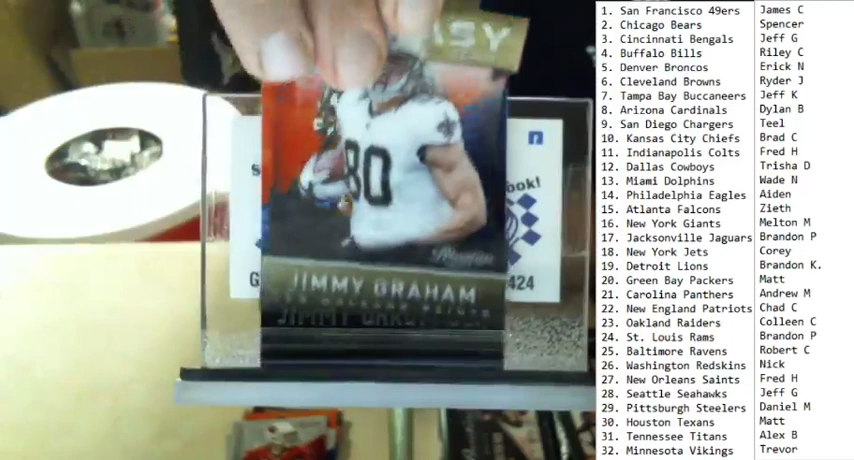 ASY
80
Prestige
JIMMY GRAHAM
NEW ORLEANS SAINTS
ook!
G
424
1. San Francisco 49ers James C
2. Chicago Bears Spencer
3. Cincinnati Bengals Jeff G
4. Buffalo Bills Riley C
5. Denver Broncos Erick N
6. Cleveland Browns Ryder J
7. Tampa Bay Buccaneers Jeff K
8. Arizona Cardinals Dylan B
9. San Diego Chargers Teel
10. Kansas City Chiefs Brad C
11. Indianapolis Colts Fred H
12. Dallas Cowboys Trisha D
13. Miami Dolphins Wade N
14. Philadelphia Eagles Aiden
15. Atlanta Falcons Zieth
16. New York Giants Melton M
17. Jacksonville Jaguars Brandon P
18. New York Jets Corey
19. Detroit Lions Brandon K.
20. Green Bay Packers Matt
21. Carolina Panthers Andrew M
22. New England Patriots Chad C
23. Oakland Raiders Colleen C
24. St. Louis Rams Brandon P
25. Baltimore Ravens Robert C
26. Washington Redskins Nick
27. New Orleans Saints Fred H
28. Seattle Seahawks Jeff G
29. Pittsburgh Steelers Daniel M
30. Houston Texans Matt
31. Tennessee Titans Alex B
32. Minnesota Vikings Trevor